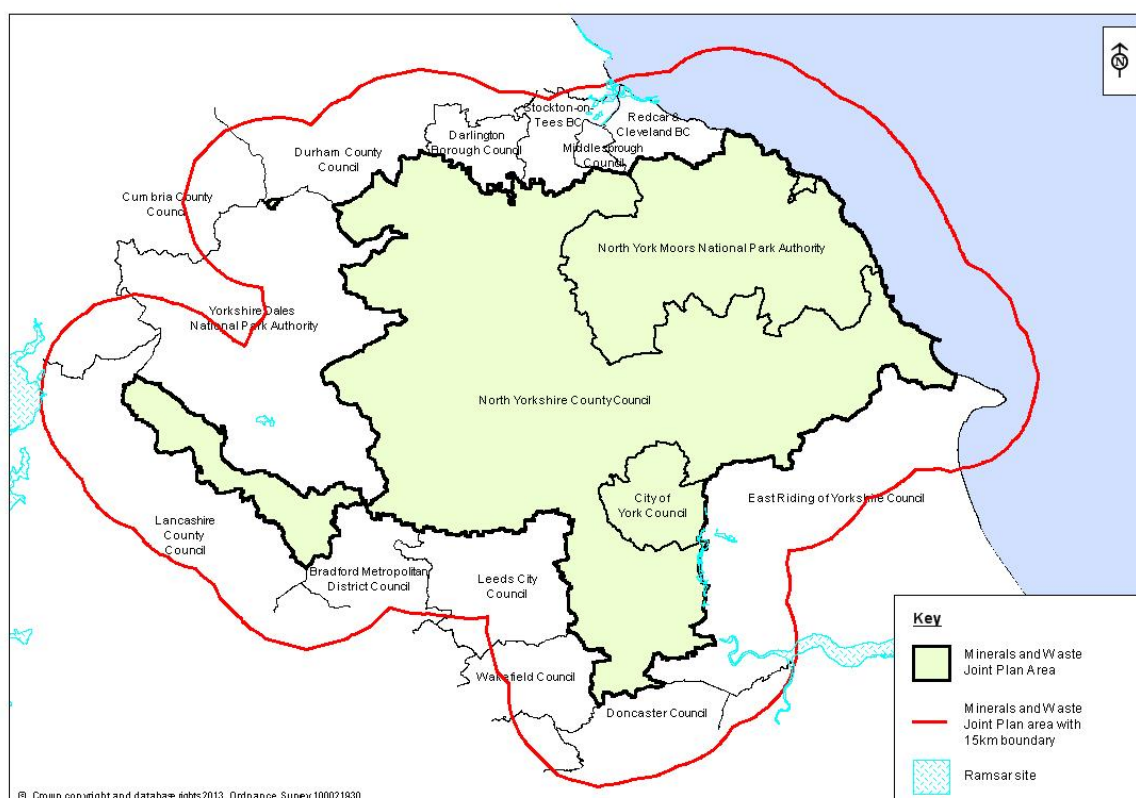 N
Stockton-on-
Tees BC
Redcar &
Cleveland BC
Darlington
Borough Council
Middlesbrough
Council
Durham County
Council
Cumbria County
Council
North York Moors National Park Authority
Yorkshire Dales
National Park Authority
North Yorkshire County Council
City of
York Council
East Riding of Yorkshire Council
Lancashire
County
Council
Bradford Metropolitan
District Council
Leeds City
Council
Wakefield Council
Doncaster Council
Key
Minerals and Waste
Joint Plan Area
Minerals and Waste
Joint Plan area with
15km boundary
Ramsar site
© Crown copyright and database rights 2013. Ordnance Survey 100021930